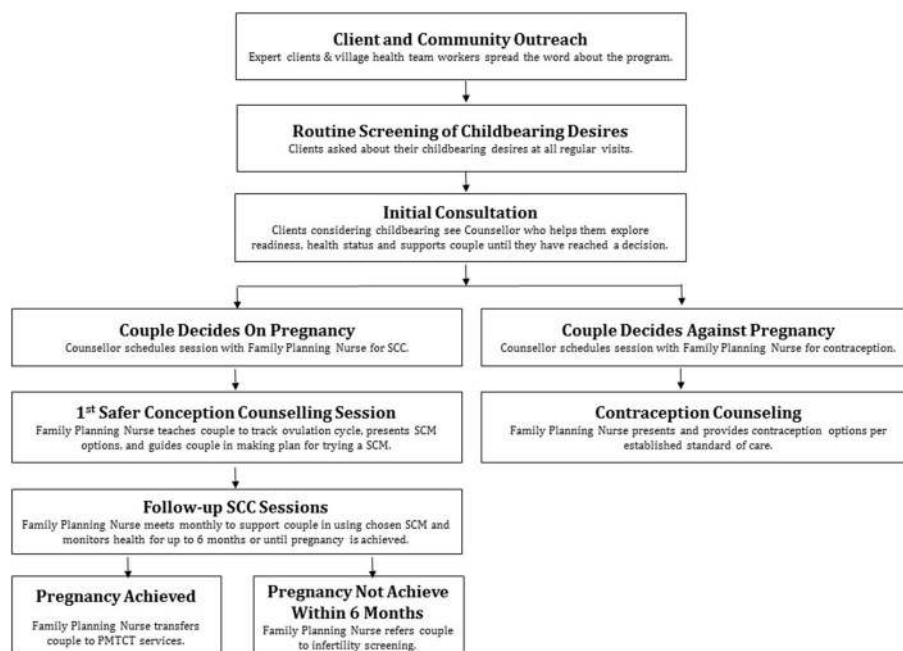 Client and Community Outreach
Expert clients & village health team workers spread the word about the program.
Routine Screening of Childbearing Desires
Clients asked about their childbearing desires at all regular visits.
Initial Consultation
Clients considering childbearing see Counsellor who helps them explore
readiness, health status and supports couple until they have reached a decision.
Couple Decides On Pregnancy
Counsellor schedules session with Family Planning Nurse for SCC.
Couple Decides Against Pregnancy
Counsellor schedules session with Family Planning Nurse for contraception.
1st Safer Conception Counselling Session
Family Planning Nurse teaches couple to track ovulation cycle, presents SCM
options, and guides couple in making plan for trying a SCM.
Contraception Counseling
Family Planning Nurse presents and provides contraception options per
established standard of care.
Follow-up SCC Sessions
Family Planning Nurse meets monthly to support couple in using chosen SCM and
monitors health for up to 6 months or until pregnancy is achieved.
Pregnancy Achieved
Family Planning Nurse transfers
couple to PMTCT services.
Pregnancy Not Achieve
Within 6 Months
Family Planning Nurse refers couple
to infertility screening.